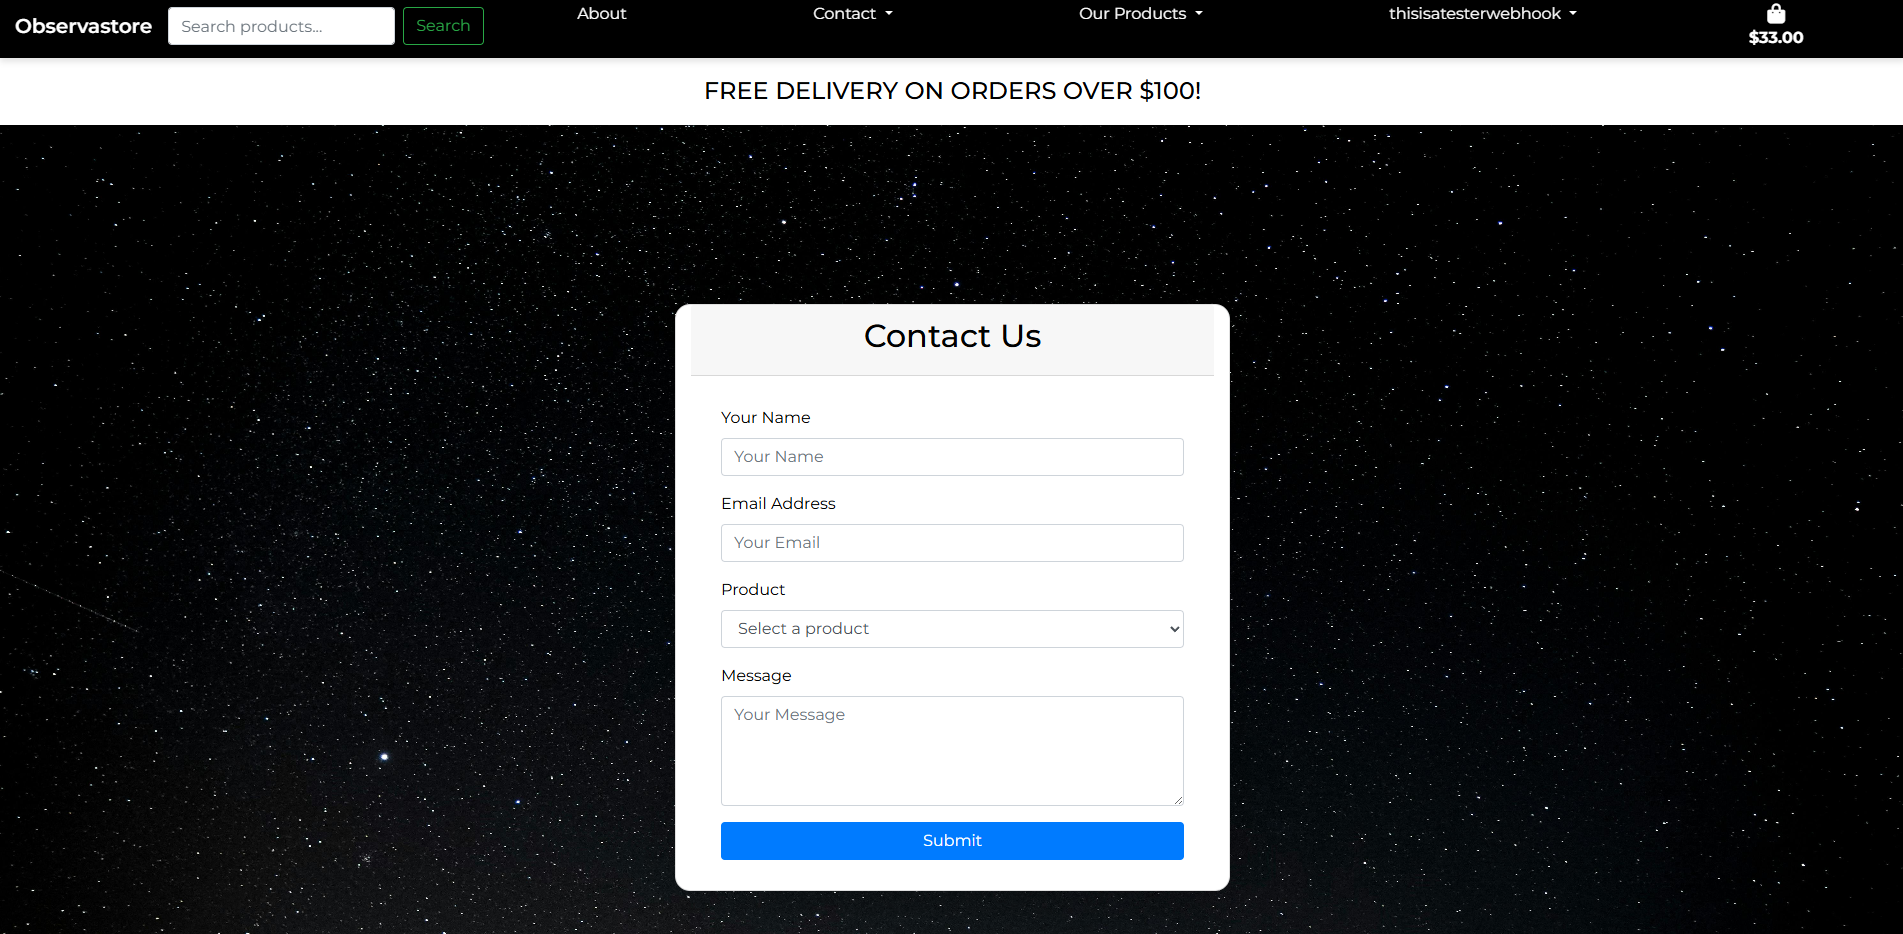 Observastore
Search products...
Search
About
Contact
Our Products
thisisatesterwebhook
$33.00
FREE DELIVERY ON ORDERS OVER $100!
Contact Us
Your Name
Your Name
Email Address
Your Email
Product
Select a product
Message
Your Message
Submit